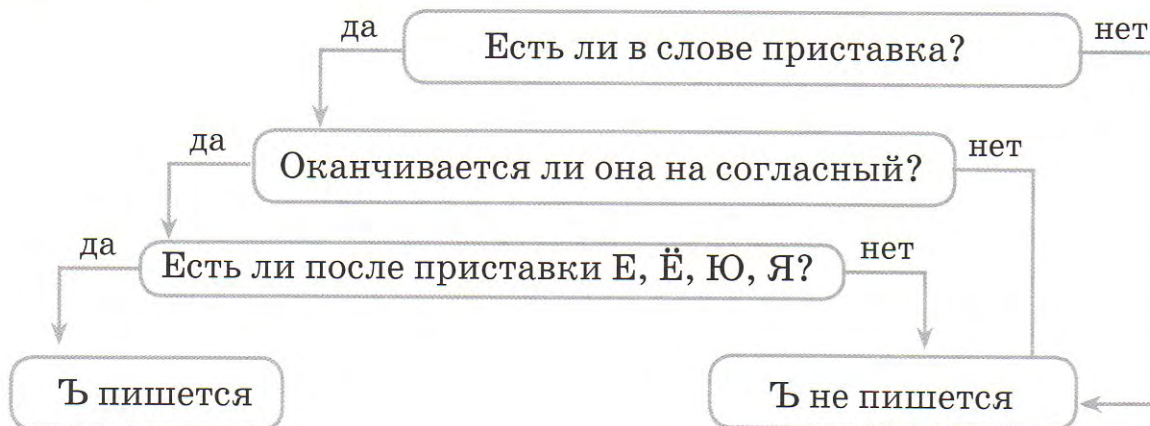 да
Есть ли в слове приставка?
нет
да
Оканчивается ли она на согласный?
нет
да
Есть ли после приставки Е, Ё, Ю, Я?
нет
Ъ пишется
Ъ не пишется